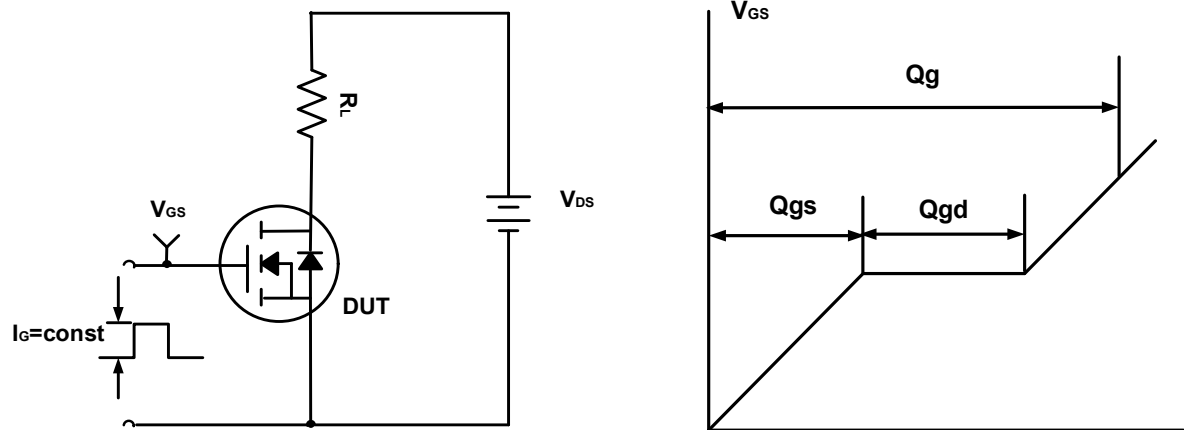 RL
VGS
VDS
DUT
IG=const
VGS
Qg
Qgs
Qgd